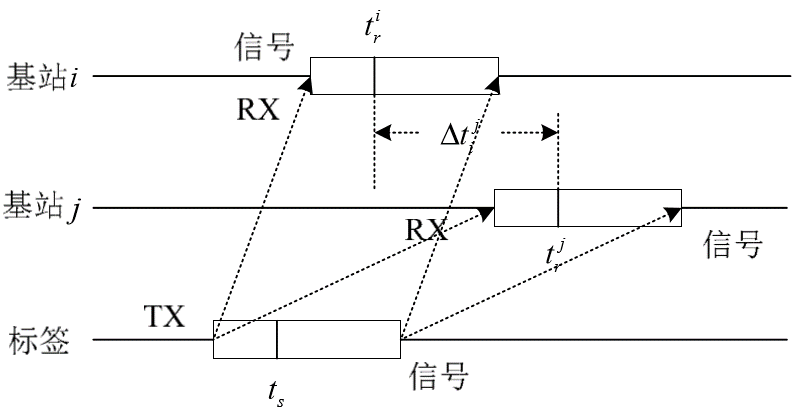 信号
t_r^i
基站i
RX
Δt_i^j
基站j
RX
t_r^j
信号
TX
标签
信号
t_s